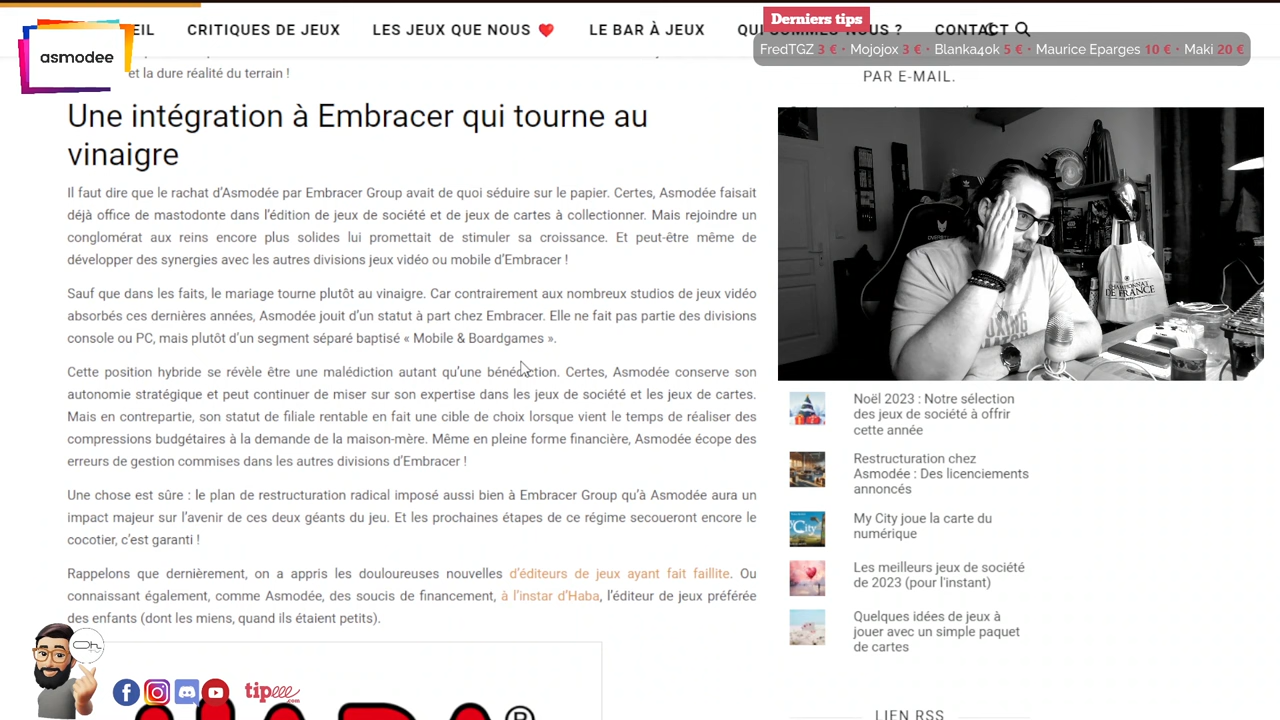 EIL
CRITIQUES DE JEUX
LES JEUX QUE NOUS
LE BAR À JEUX
QUI SOMMES-NOUS ?
CONTACT
asmodee
Derniers tips
FredTGZ 3 € · Mojojox 3 € · Blanka40k 5 € · Maurice Eparges 10 € · Maki 20 €
et la dure réalité du terrain !
PAR E-MAIL.
Une intégration à Embracer qui tourne au
vinaigre
Il faut dire que le rachat d’Asmodée par Embracer Group avait de quoi séduire sur le papier. Certes, Asmodée faisait
déjà office de mastodonte dans l’édition de jeux de société et de jeux de cartes à collectionner. Mais rejoindre un
conglomérat aux reins encore plus solides lui promettait de stimuler sa croissance. Et peut-être même de
développer des synergies avec les autres divisions jeux vidéo ou mobile d’Embracer !
Sauf que dans les faits, le mariage tourne plutôt au vinaigre. Car contrairement aux nombreux studios de jeux vidéo
absorbés ces dernières années, Asmodée jouit d’un statut à part chez Embracer. Elle ne fait pas partie des divisions
console ou PC, mais plutôt d’un segment séparé baptisé « Mobile & Boardgames ».
Cette position hybride se révèle être une malédiction autant qu’une bénédiction. Certes, Asmodée conserve son
autonomie stratégique et peut continuer de miser sur son expertise dans les jeux de société et les jeux de cartes.
Mais en contrepartie, son statut de filiale rentable en fait une cible de choix lorsque vient le temps de réaliser des
compressions budgétaires à la demande de la maison-mère. Même en pleine forme financière, Asmodée écope des
erreurs de gestion commises dans les autres divisions d’Embracer !
Une chose est sûre : le plan de restructuration radical imposé aussi bien à Embracer Group qu’à Asmodée aura un
impact majeur sur l’avenir de ces deux géants du jeu. Et les prochaines étapes de ce régime secoueront encore le
cocotier, c’est garanti !
Rappelons que dernièrement, on a appris les douloureuses nouvelles d’éditeurs de jeux ayant fait faillite. Ou
connaissant également, comme Asmodée, des soucis de financement, à l’instar d’Haba, l’éditeur de jeux préférée
des enfants (dont les miens, quand ils étaient petits).
DE FRANCE
Noël 2023 : Notre sélection
des jeux de société à offrir
cette année
Restructuration chez
Asmodée : Des licenciements
annoncés
My City joue la carte du
numérique
Les meilleurs jeux de société
de 2023 (pour l'instant)
Quelques idées de jeux à
jouer avec un simple paquet
de cartes
LIEN RSS
tipeee
.com
HABA®